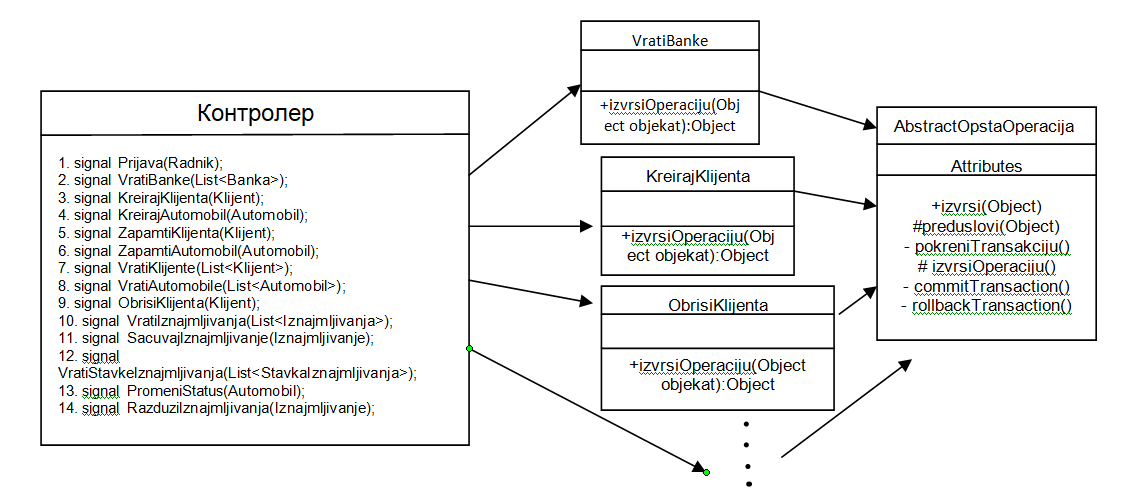 Контролер
1. signal Prijava(Radnik);
2. signal VratiBanke(List<Banka>);
3. signal KreirajKlijenta(Klijent);
4. signal KreirajAutomobil(Automobil);
5. signal ZapamtiKlijenta(Klijent);
6. signal ZapamtiAutomobil(Automobil);
7. signal VratiKlijente(List<Klijent>);
8. signal VratiAutomobile(List<Automobil>);
9. signal ObrisiKlijenta(Klijent);
10. signal VratiIznajmljivanja(List<Iznajmljivanja>);
11. signal SacuvajIznajmljivanje(Iznajmljivanje);
12. signal
VratiStavkeIznajmljivanja(List<StavkaIznajmljivanja>);
13. signal PromeniStatus(Automobil);
14. signal RazduziIznajmljivanja(Iznajmljivanje);
VratiBanke
+izvrsiOperaciju(Obj
ect objekat):Object
KreirajKlijenta
+izvrsiOperaciju(Obj
ect objekat):Object
ObrisiKlijenta
+izvrsiOperaciju(Object
objekat):Object
AbstractOpstaOperacija
Attributes
+izvrsi(Object)
#preduslovi(Object)
- pokreniTransakciju()
# izvrsiOperaciju()
- commitTransaction()
- rollbackTransaction()